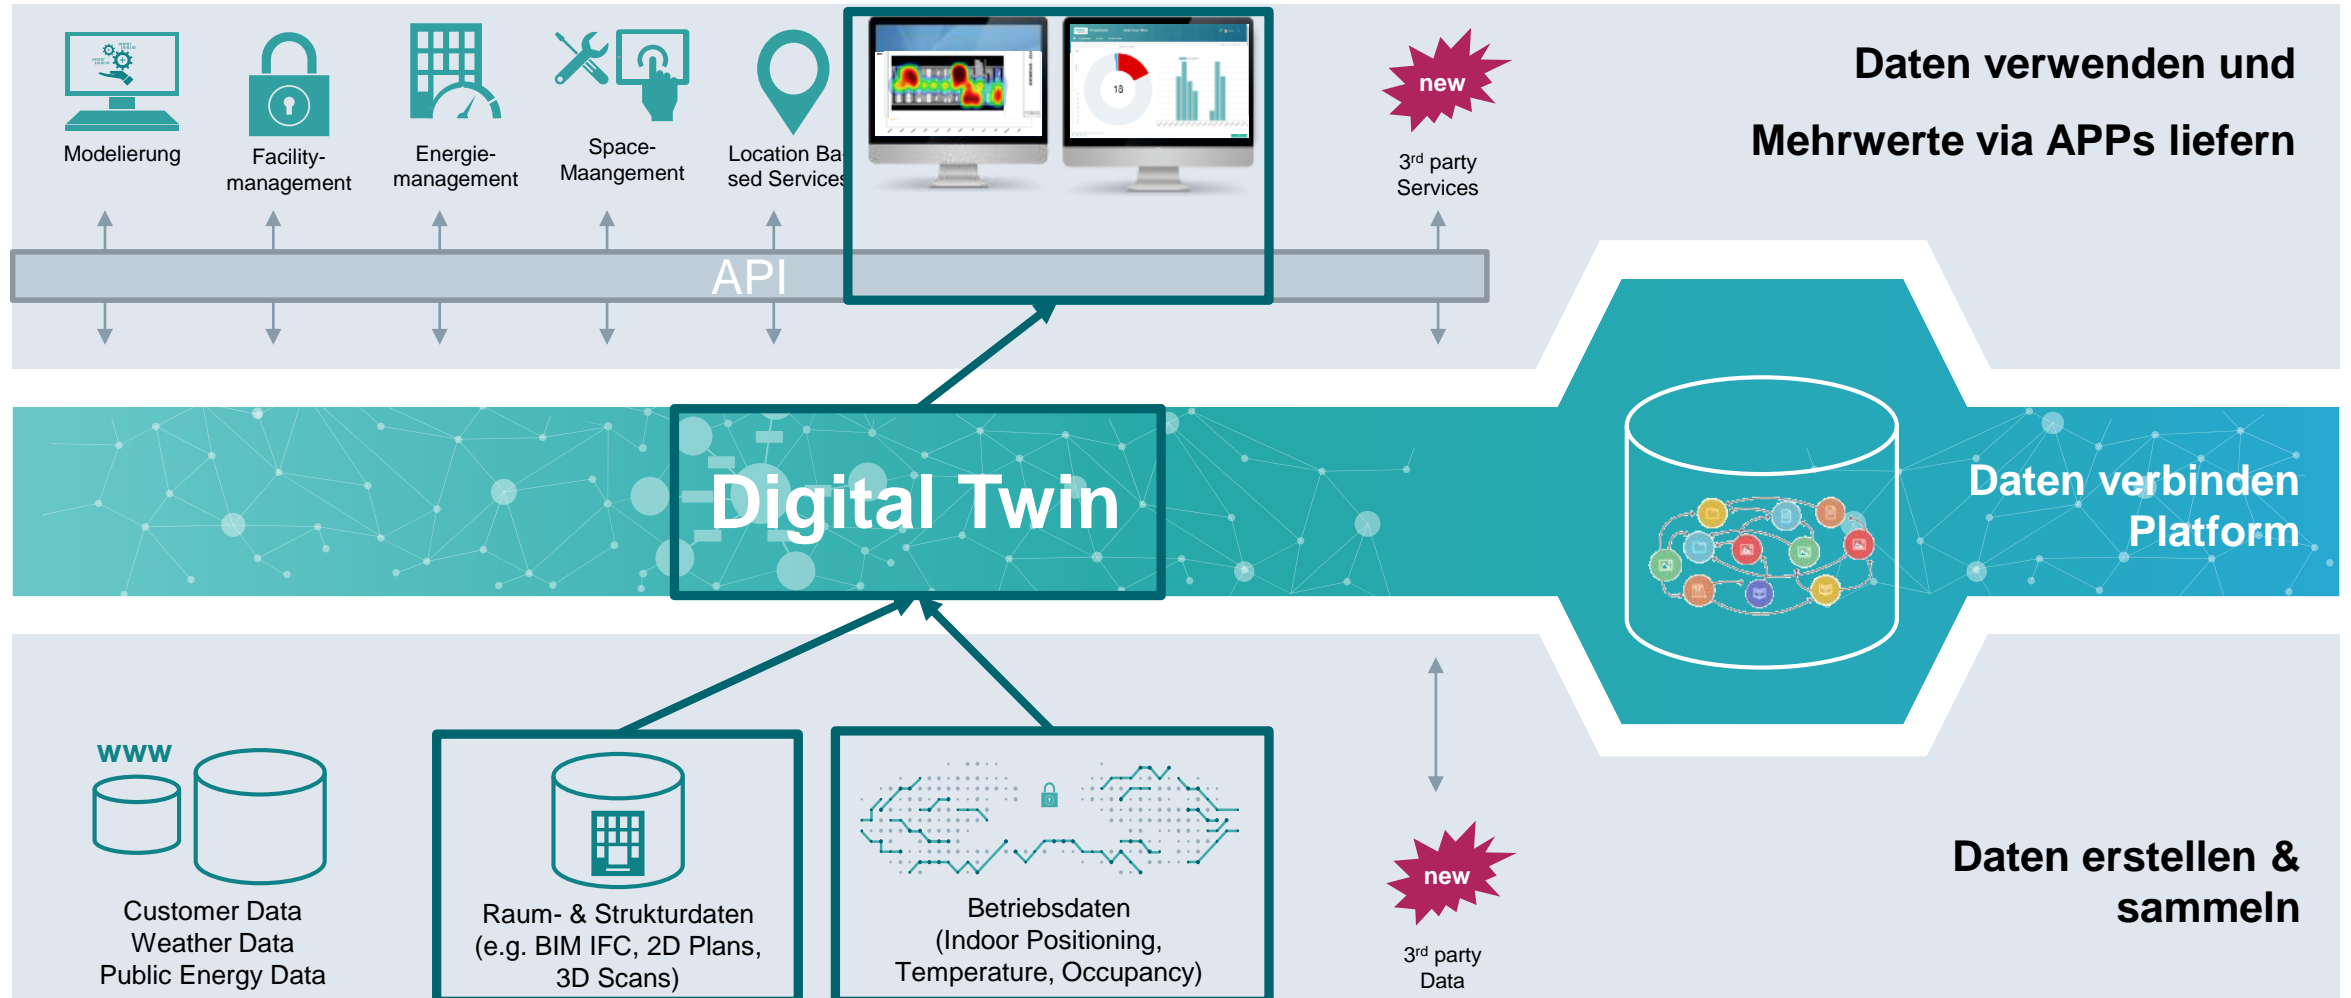 Modelierung
Facility-
management
Energie-
management
Space-
Maangement
Location Ba-
sed Services
18
new
3rd party
Services
Daten verwenden und
Mehrwerte via APPs liefern
API
Digital Twin
Daten verbinden
Platform
www
Customer Data
Weather Data
Public Energy Data
Raum- & Strukturdaten
(e.g. BIM IFC, 2D Plans,
3D Scans)
Betriebsdaten
(Indoor Positioning,
Temperature, Occupancy)
new
3rd party
Data
Daten erstellen &
sammeln